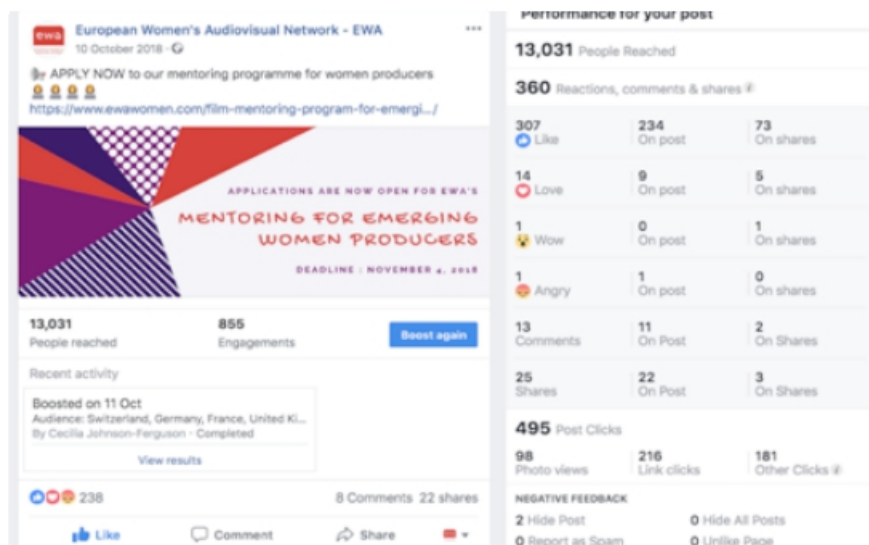 ewa
European Women's Audiovisual Network - EWA
10 October 2018
APPLY NOW to our mentoring programme for women producers
https://www.ewawomen.com/film-mentoring-program-for-emergi.../
APPLICATIONS ARE NOW OPEN FOR EWA'S
MENTORING FOR EMERGING
WOMEN PRODUCERS
DEADLINE : NOVEMBER 4, 2018
13,031
People reached
855
Engagements
Boost again
Recent activity
Boosted on 11 Oct
Audience: Switzerland, Germany, France, United Ki...
By Cecilia Johnson-Ferguson · Completed
View results
238
8 Comments 22 shares
Like
Comment
Share
Performance for your post
13,031 People Reached
360 Reactions, comments & shares
307 234 73
Like On post On shares
14 9 5
Love On post On shares
1 0 1
Wow On post On shares
1 1 0
Angry On post On shares
13 11 2
Comments On Post On Shares
25 22 3
Shares On Post On Shares
495 Post Clicks
98 216 181
Photo views Link clicks Other Clicks
NEGATIVE FEEDBACK
2 Hide Post 0 Hide All Posts
0 Report as Spam 0 Unlike Page